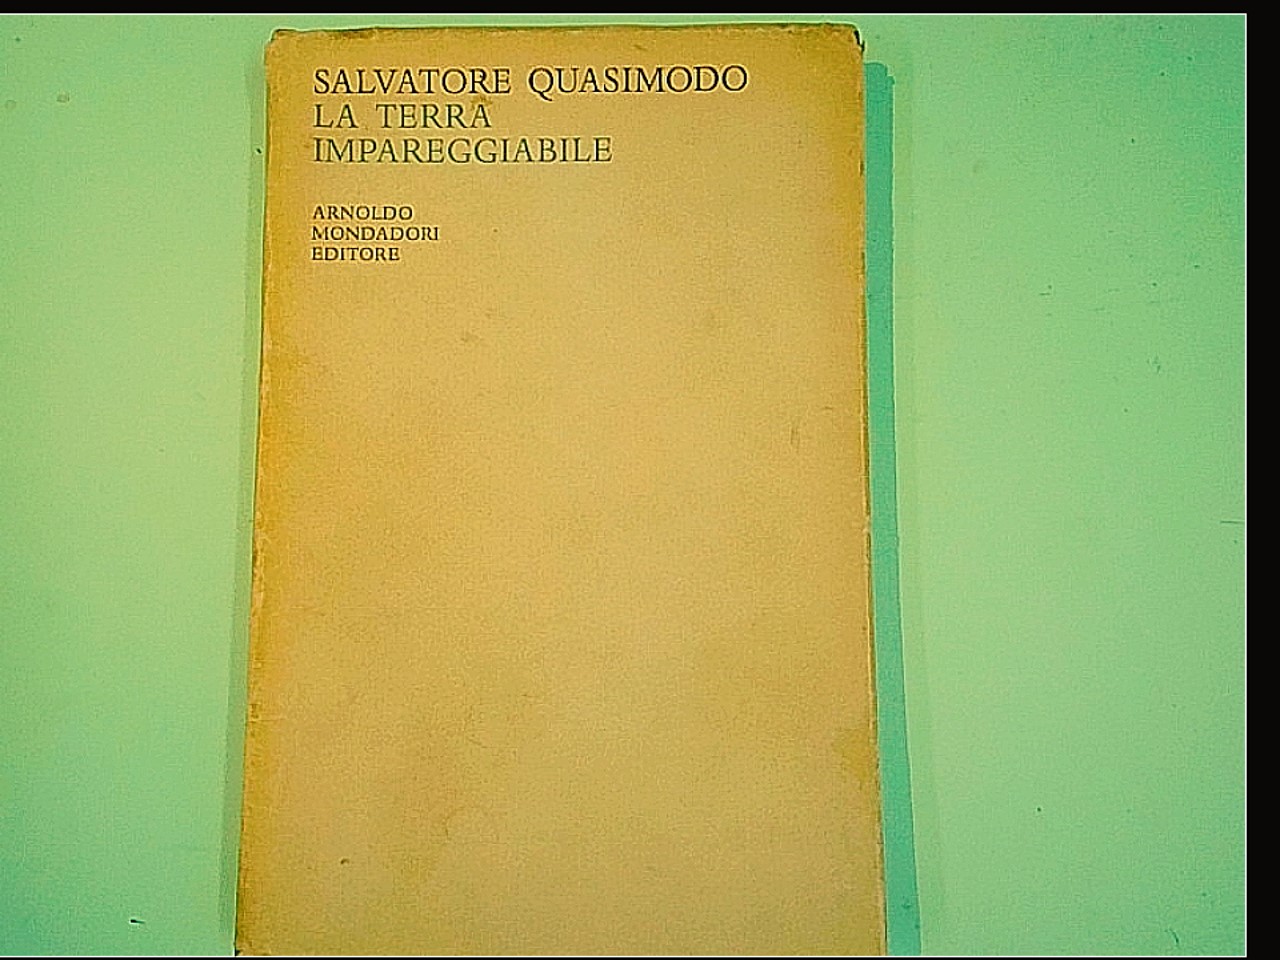 SALVATORE QUASIMODO
LA TERRA
IMPAREGGIABILE
ARNOLDO
MONDADORI
EDITORE